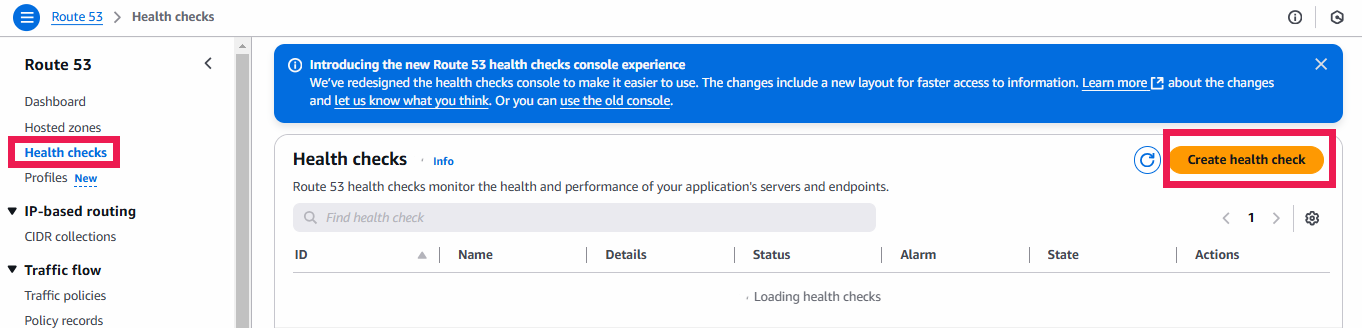 Route 53 > Health checks
Route 53
Dashboard
Hosted zones
Health checks
Profiles New
IP-based routing
CIDR collections
Traffic flow
Traffic policies
Policy records
Introducing the new Route 53 health checks console experience
We've redesigned the health checks console to make it easier to use. The changes include a new layout for faster access to information. Learn more about the changes
and let us know what you think. Or you can use the old console.
Health checks Info
Create health check
Route 53 health checks monitor the health and performance of your application's servers and endpoints.
Find health check
1
ID Name Details Status Alarm State Actions
Loading health checks